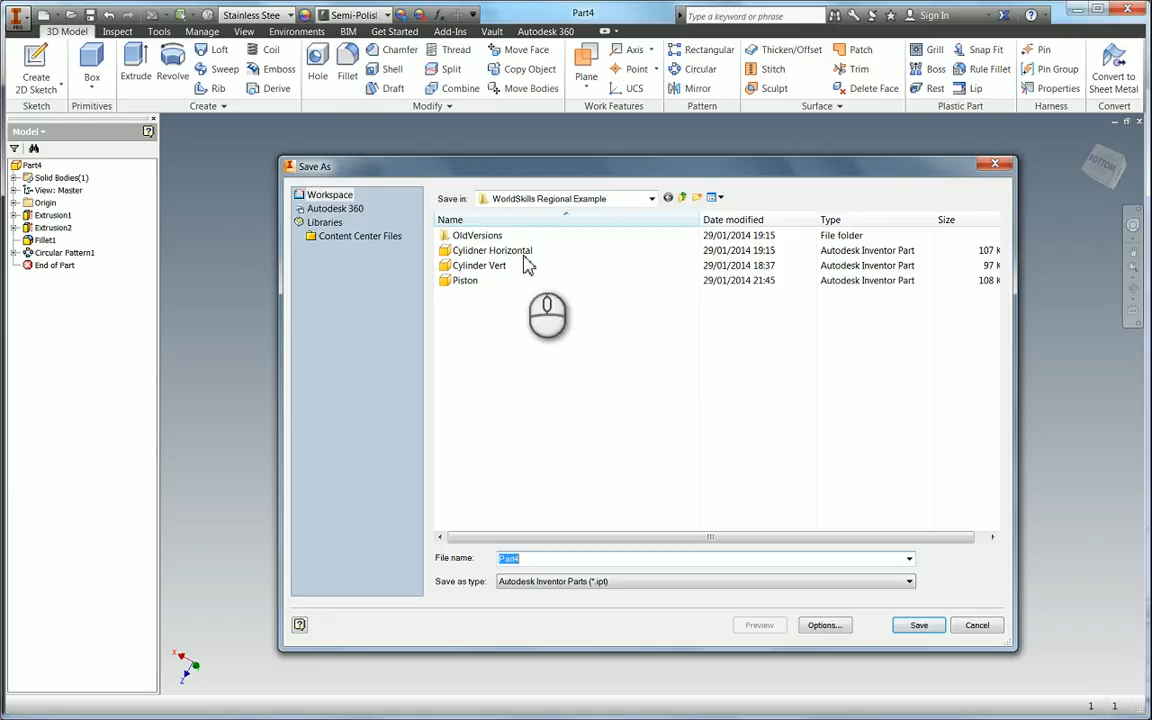 Stainless Stee
Semi-Polis
Part4
Type a keyword or phrase
Sign In
PRO
3D Model Inspect Tools Manage Environments BIM Get Started Add-Ins Vault Autodesk 360
Create
2D Sketch
Box
Extrude Revolve
Loft Coil
Sweep Emboss
Rib Derive
Hole Fillet
Chamfer Thread Move Face
Shell Split Copy Object
Draft Combine Move Bodies
Plane
Axis
Point
UCS
Rectangular
Circular
Mirror
Thicken/Offset Patch
Stitch Trim
Sculpt Delete Face
Grill Snap Fit
Boss Rule Fillet
Rest Lip
Pin
Pin Group
Properties
Convert to
Sheet Metal
Sketch Primitives Create Modify Work Features Pattern Surface Plastic Part Harness Convert
Model
Part4
Solid Bodies(1)
View: Master
Origin
Extrusion1
Extrusion2
Fillet1
Circular Pattern1
End of Part
Save As
Workspace
Autodesk 360
Libraries
Content Center Files
Save in: WorldSkills Regional Example
Name Date modified Type Size
OldVersions 29/01/2014 19:15 File folder
Cylidner Horizontal 29/01/2014 19:15 Autodesk Inventor Part 107 K
Cylinder Vert 29/01/2014 18:37 Autodesk Inventor Part 97 K
Piston 29/01/2014 21:45 Autodesk Inventor Part 108 K
File name: Part4
Save as type: Autodesk Inventor Parts (*.ipt)
Preview Options... Save Cancel
BOTTOM
X
Z
1 1